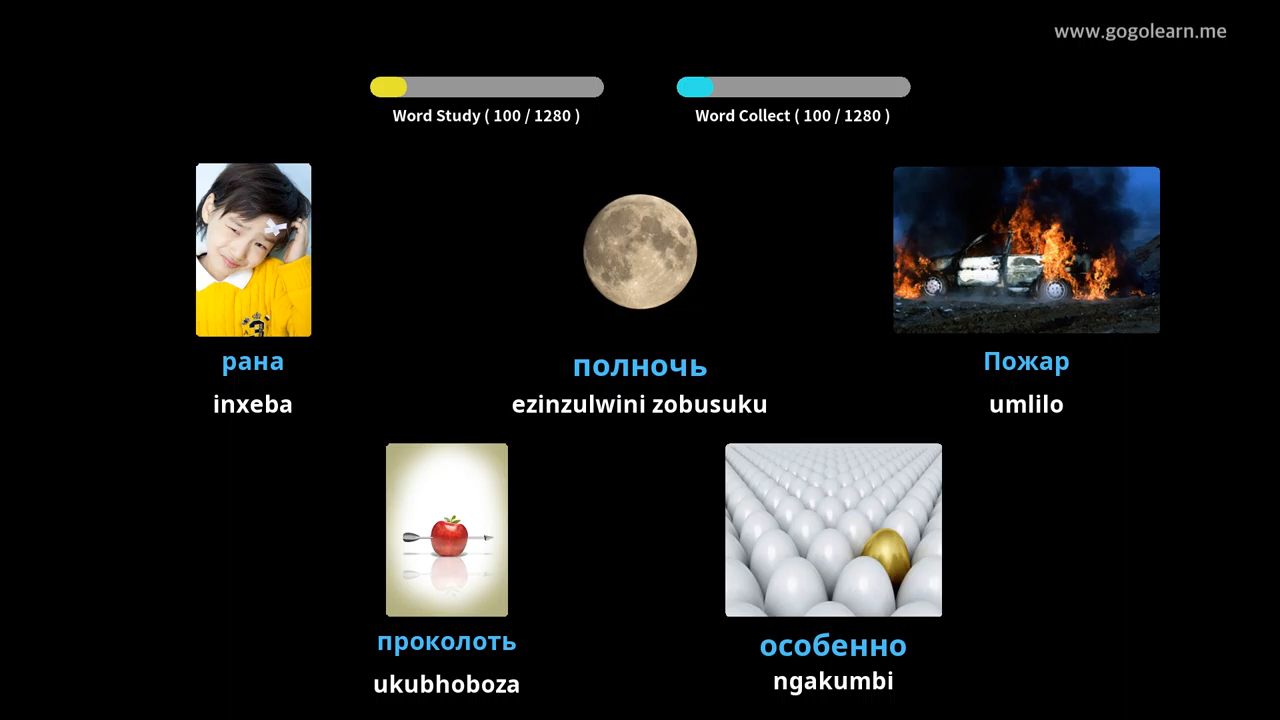 www.gogolearn.me
Word Study ( 100 / 1280 )
Word Collect ( 100 / 1280 )
рана
inxeba
полночь
ezinzulwini zobusuku
Пожар
umlilo
проколоть
ukubhoboza
особенно
ngakumbi